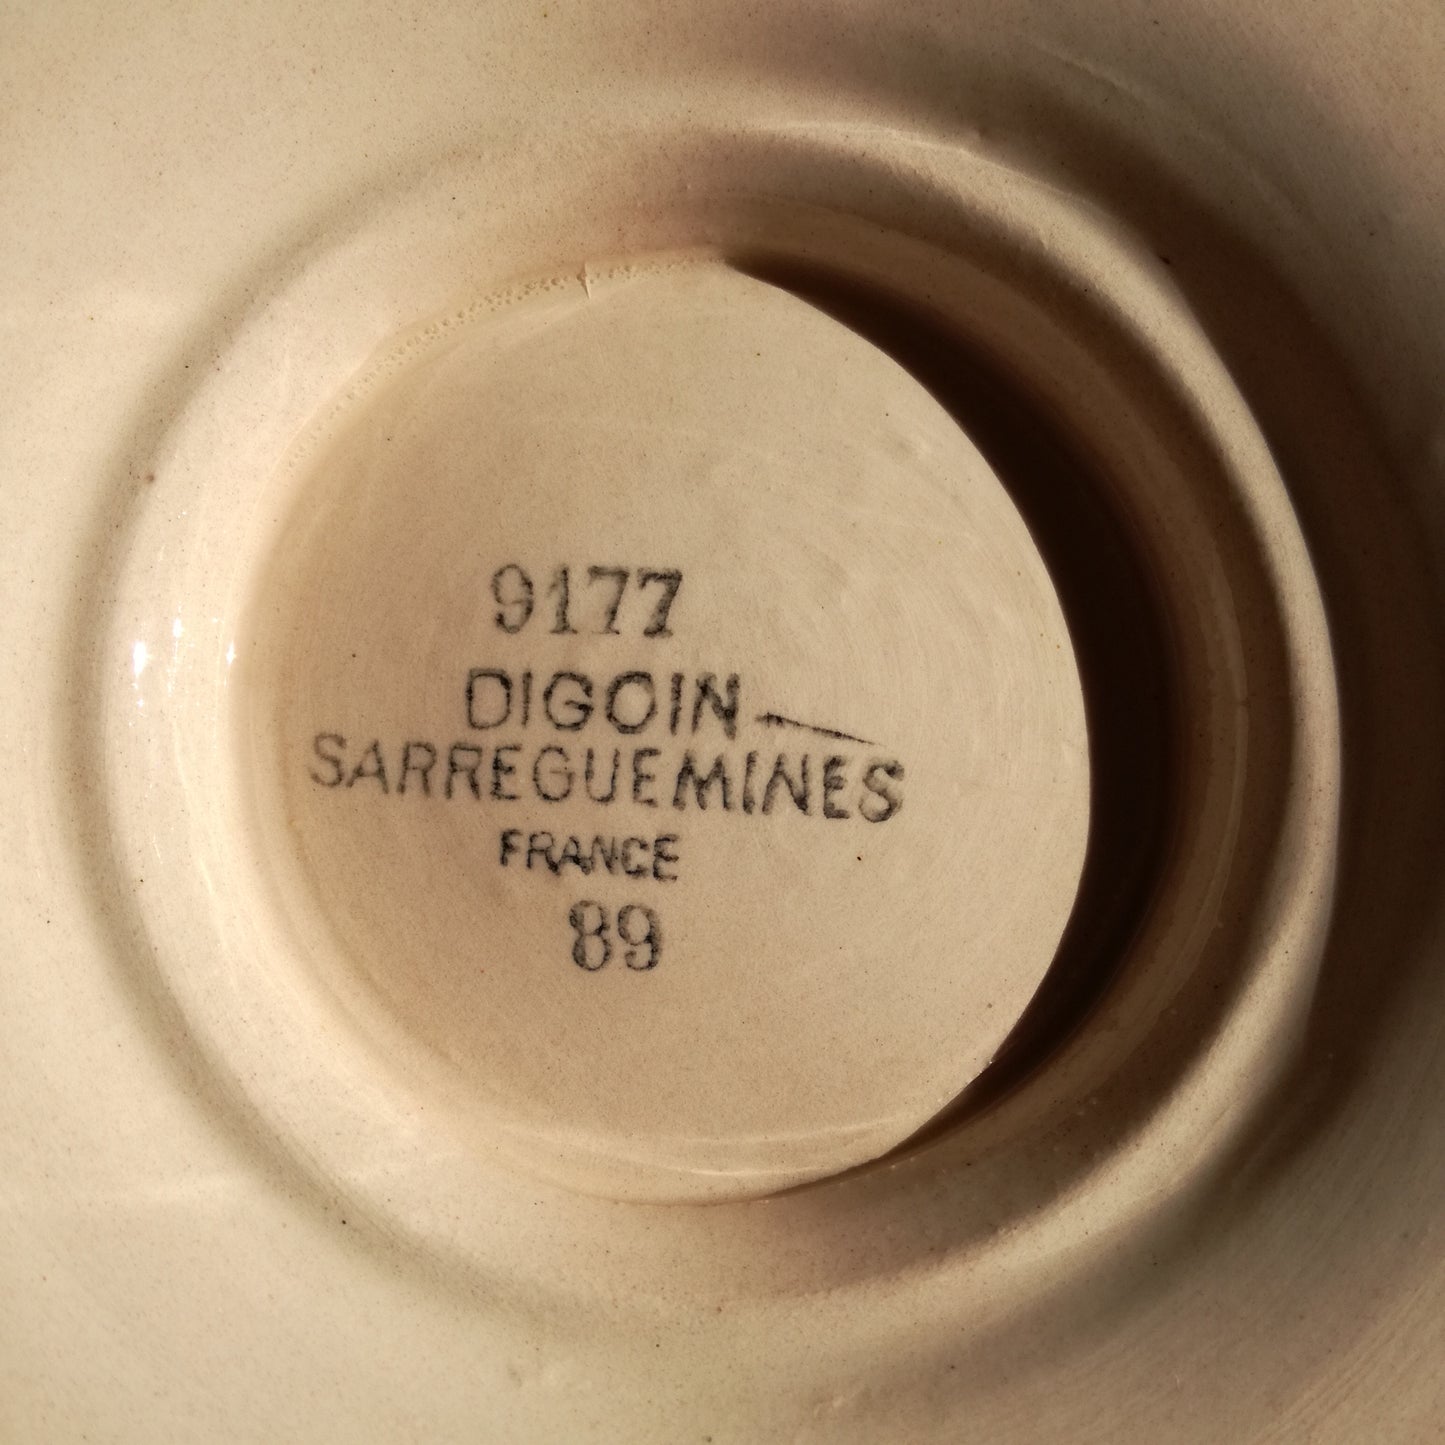 9177
DIGOIN—
SARREGUEMINES
FRANCE
89